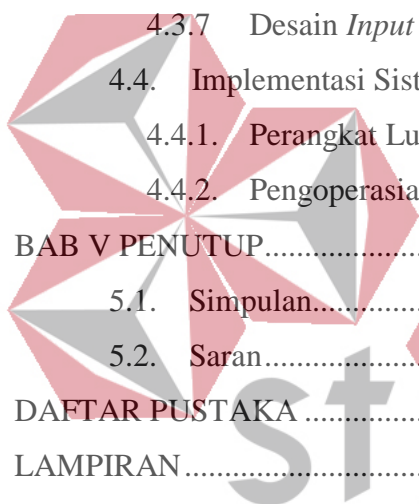 4.3.7 Desain Input
4.4. Implementasi Sist
4.4.1. Perangkat Lu
4.4.2. Pengoperasia
BAB V PENUTUP.....................
5.1. Simpulan.....................
5.2. Saran.........................
DAFTAR PUSTAKA ...............
LAMPIRAN.............................
st